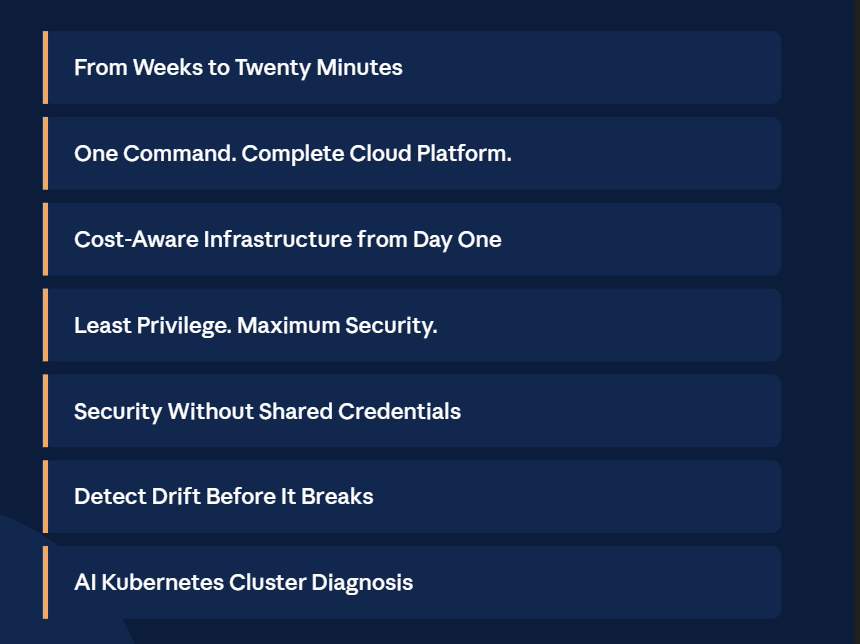 From Weeks to Twenty Minutes
One Command. Complete Cloud Platform.
Cost-Aware Infrastructure from Day One
Least Privilege. Maximum Security.
Security Without Shared Credentials
Detect Drift Before It Breaks
AI Kubernetes Cluster Diagnosis